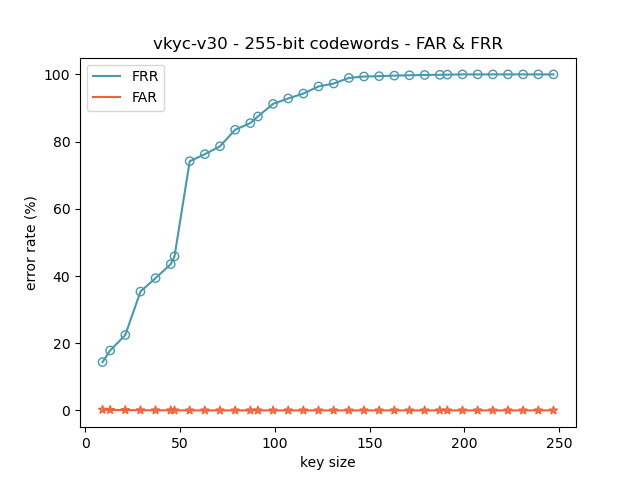 vkyc-v30 - 255-bit codewords - FAR & FRR
FRR
FAR
error rate (%)
100
80
60
40
20
0
0 50 100 150 200 250
key size